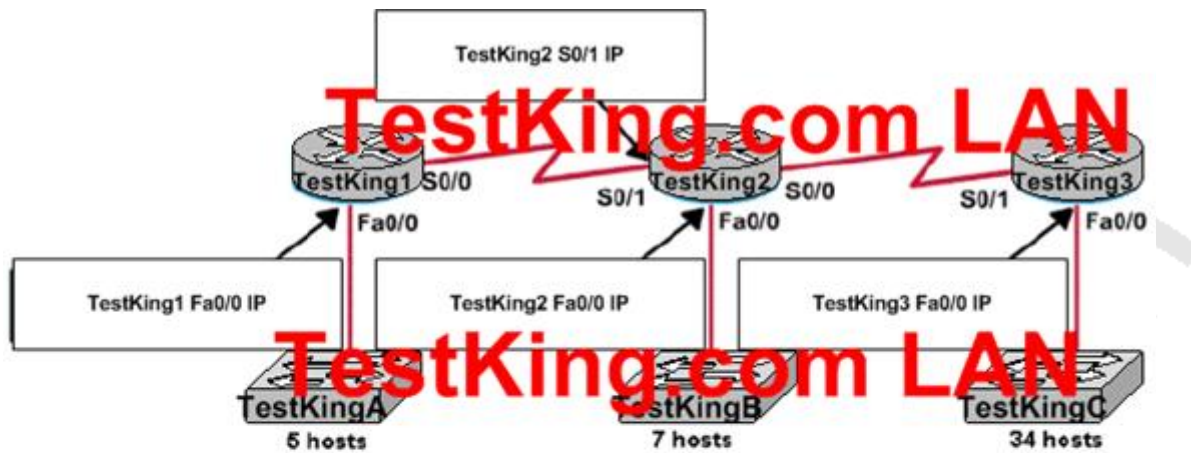 TestKing2 S0/1 IP
TestKing.com LAN
TestKing1
S0/0
S0/1
TestKing2
S0/0
S0/1
TestKing3
Fa0/0
Fa0/0
Fa0/0
TestKing1 Fa0/0 IP
TestKing2 Fa0/0 IP
TestKing3 Fa0/0 IP
TestKing.com LAN
TestKingA
TestKingB
TestKingC
5 hosts
7 hosts
34 hosts